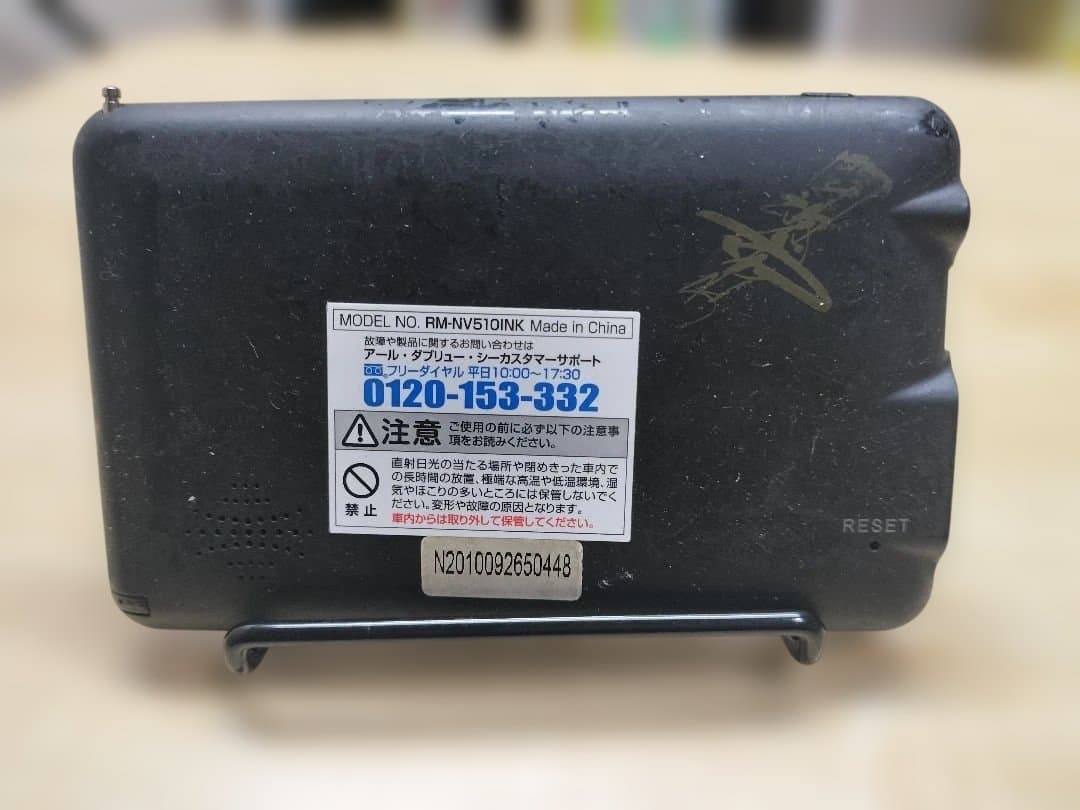 MODEL NO. RM-NV510INK Made in China
故障や製品に関するお問い合わせは
アール・ダブリュー・シーカスタマーサポート
フリーダイヤル 平日10:00～17:30
0120-153-332
注意 ご使用の前に必ず以下の注意事
項をお読みください。
禁止
直射日光の当たる場所や閉めきった車内で
の長時間の放置、極端な高温や低温環境、湿
気やほこりの多いところには保管しないでく
ださい。変形や故障の原因となります。
車内からは取り外して保管してください。
N2010092650448
RESET